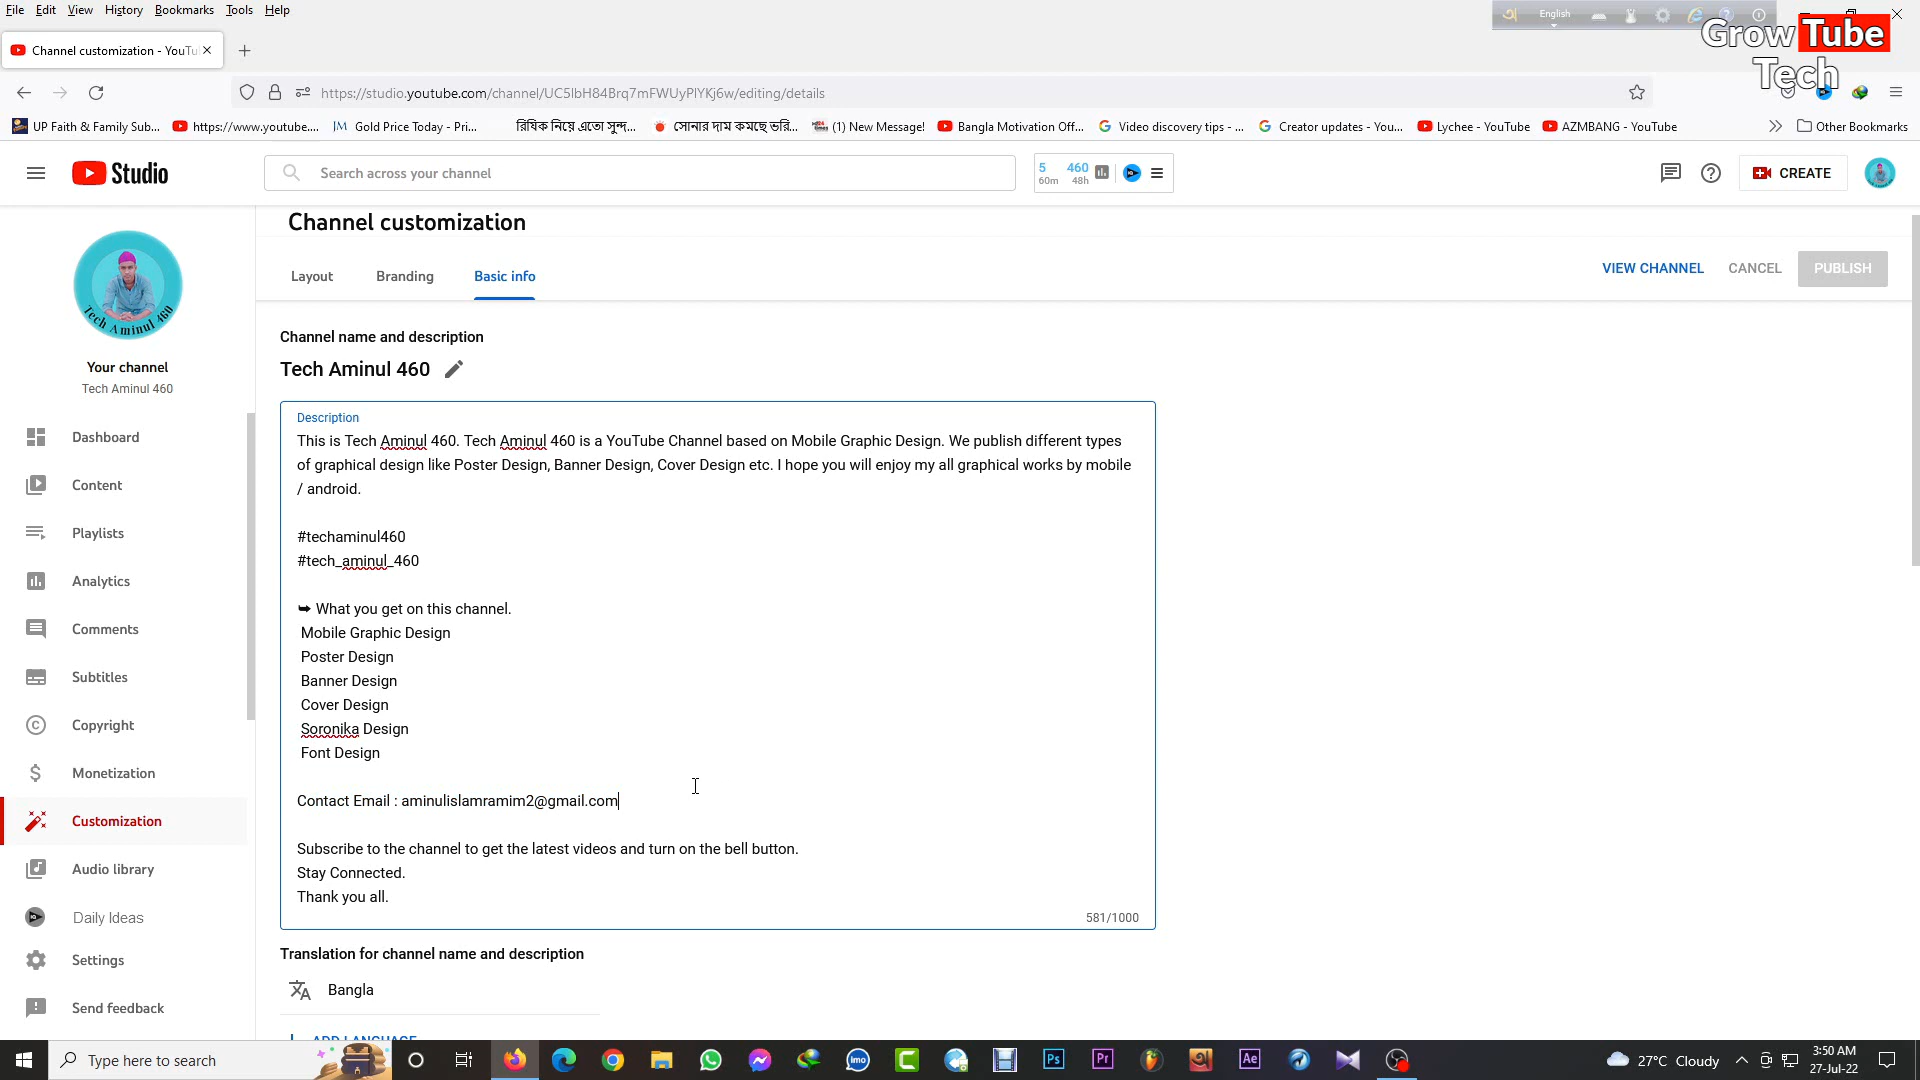 File Edit View History Bookmarks Tools Help
English
GrowTube
Tech
Channel customization - YouTu
https://studio.youtube.com/channel/UC5lbH84Brq7mFWUyPlYKj6w/editing/details
UP Faith & Family Sub... https://www.youtube.... JM Gold Price Today - Pri... রিযিক নিয়ে এতো সুন্দ... সোনার দাম কমছে ভরি... (1) New Message! Bangla Motivation Off... Video discovery tips - ... Creator updates - You... Lychee - YouTube AZMBANG - YouTube Other Bookmarks
Studio
Search across your channel
5 460
60m 48h
CREATE
Channel customization
Layout Branding Basic info
VIEW CHANNEL CANCEL PUBLISH
Tech Aminul 460
Your channel
Tech Aminul 460
Dashboard
Content
Playlists
Analytics
Comments
Subtitles
Copyright
Monetization
Customization
Audio library
Daily Ideas
Settings
Send feedback
Channel name and description
Tech Aminul 460
Description
This is Tech Aminul 460. Tech Aminul 460 is a YouTube Channel based on Mobile Graphic Design. We publish different types
of graphical design like Poster Design, Banner Design, Cover Design etc. I hope you will enjoy my all graphical works by mobile
/ android.
#techaminul460
#tech_aminul_460
➥ What you get on this channel.
Mobile Graphic Design
Poster Design
Banner Design
Cover Design
Soronika Design
Font Design
Contact Email : aminulislamramim2@gmail.com
Subscribe to the channel to get the latest videos and turn on the bell button.
Stay Connected.
Thank you all.
581/1000
Translation for channel name and description
Bangla
ADD LANGUAGE
Type here to search
imo
Ps
Pr
Ae
27°C Cloudy
3:50 AM
27-Jul-22